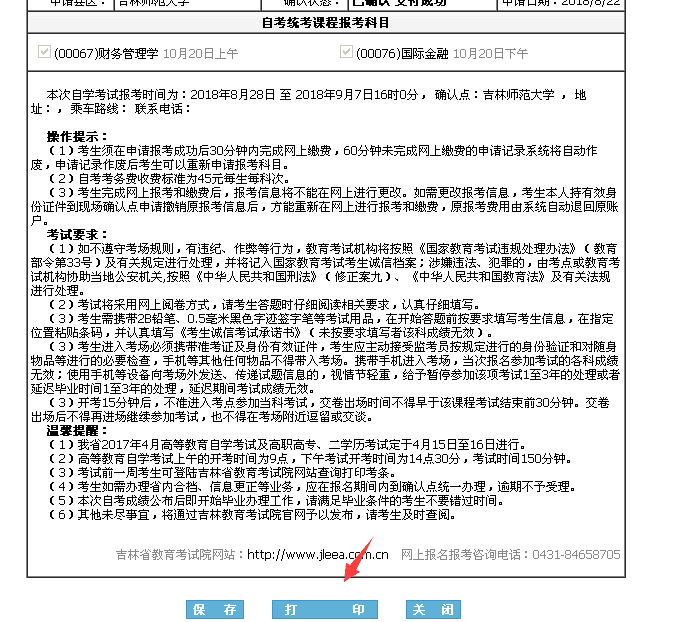 申请县区： 吉林师范大学 确认状态： 已确认 交付成功 申请日期：2018/8/22
自考统考课程报考科目
(00067)财务管理学 10月20日上午 (00076)国际金融 10月20日下午
本次自学考试报考时间为：2018年8月28日 至 2018年9月7日16时0分， 确认点：吉林师范大学 ， 地
址： ，乘车路线： 联系电话：
操作提示：
（1）考生须在申请报考成功后30分钟内完成网上缴费，60分钟未完成网上缴费的申请记录系统将自动作
废，申请记录作废后考生可以重新申请报考科目。
（2）自考考务费收费标准为45元每生每科次。
（3）考生完成网上报考和缴费后，报考信息将不能在网上进行更改。如需更改报考信息，考生本人持有效身
份证件到现场确认点申请撤销原报考信息后，方能重新在网上进行报考和缴费，原报考费用由系统自动退回原账
户。
考试要求：
（1）如不遵守考场规则，有违纪、作弊等行为，教育考试机构将按照《国家教育考试违规处理办法》（教育
部令第33号）及有关规定进行处理，并将记入国家教育考试考生诚信档案；涉嫌违法、犯罪的，由考点或教育考
试机构协助当地公安机关,按照《中华人民共和国刑法》（修正案九）、《中华人民共和国教育法》及有关法规
进行处理。
（2）考试将采用网上阅卷方式，请考生答题时仔细阅读相关要求，认真仔细填写。
（3）考生需携带2B铅笔、0.5毫米黑色字迹签字笔等考试用品，在开始答题前按要求填写考生信息，在指定
位置粘贴条码，并认真填写《考生诚信考试承诺书》（未按要求填写者该科成绩无效）。
（3）考生进入考场必须携带准考证及身份有效证件，考生应主动接受监考员按规定进行的身份验证和对随身
物品等进行的必要检查，手机等其他任何物品不得带入考场。携带手机进入考场，当次报名参加考试的各科成绩
无效；使用手机等设备向考场外发送、传递试题信息的，视情节轻重，给予暂停参加该项考试1至3年的处理或者
延迟毕业时间1至3年的处理，延迟期间考试成绩无效。
（3）开考15分钟后，不准进入考点参加当科考试，交卷出场时间不得早于该课程考试结束前30分钟。交卷
出场后不得再进场继续参加考试，也不得在考场附近逗留或交谈。
温馨提醒：
（1）我省2017年4月高等教育自学考试及高职高专、二学历考试定于4月15日至16日进行。
（2）高等教育自学考试上午的开考时间为9点，下午考试开考时间为14点30分，考试时间150分钟。
（3）考试前一周考生可登陆吉林省教育考试院网站查询打印考条。
（4）考生如需办理省内合档、信息更正等业务，应在报名期间内到确认点统一办理，逾期不予受理。
（5）本次自考成绩公布后即开始毕业办理工作，请满足毕业条件的考生不要错过时间。
（6）其他未尽事宜，将通过吉林教育考试院官网予以发布，请考生及时查阅。
吉林省教育考试院网站：http://www.jleea.com.cn 网上报名报考咨询电话：0431-84658705
保 存 打 印 关 闭